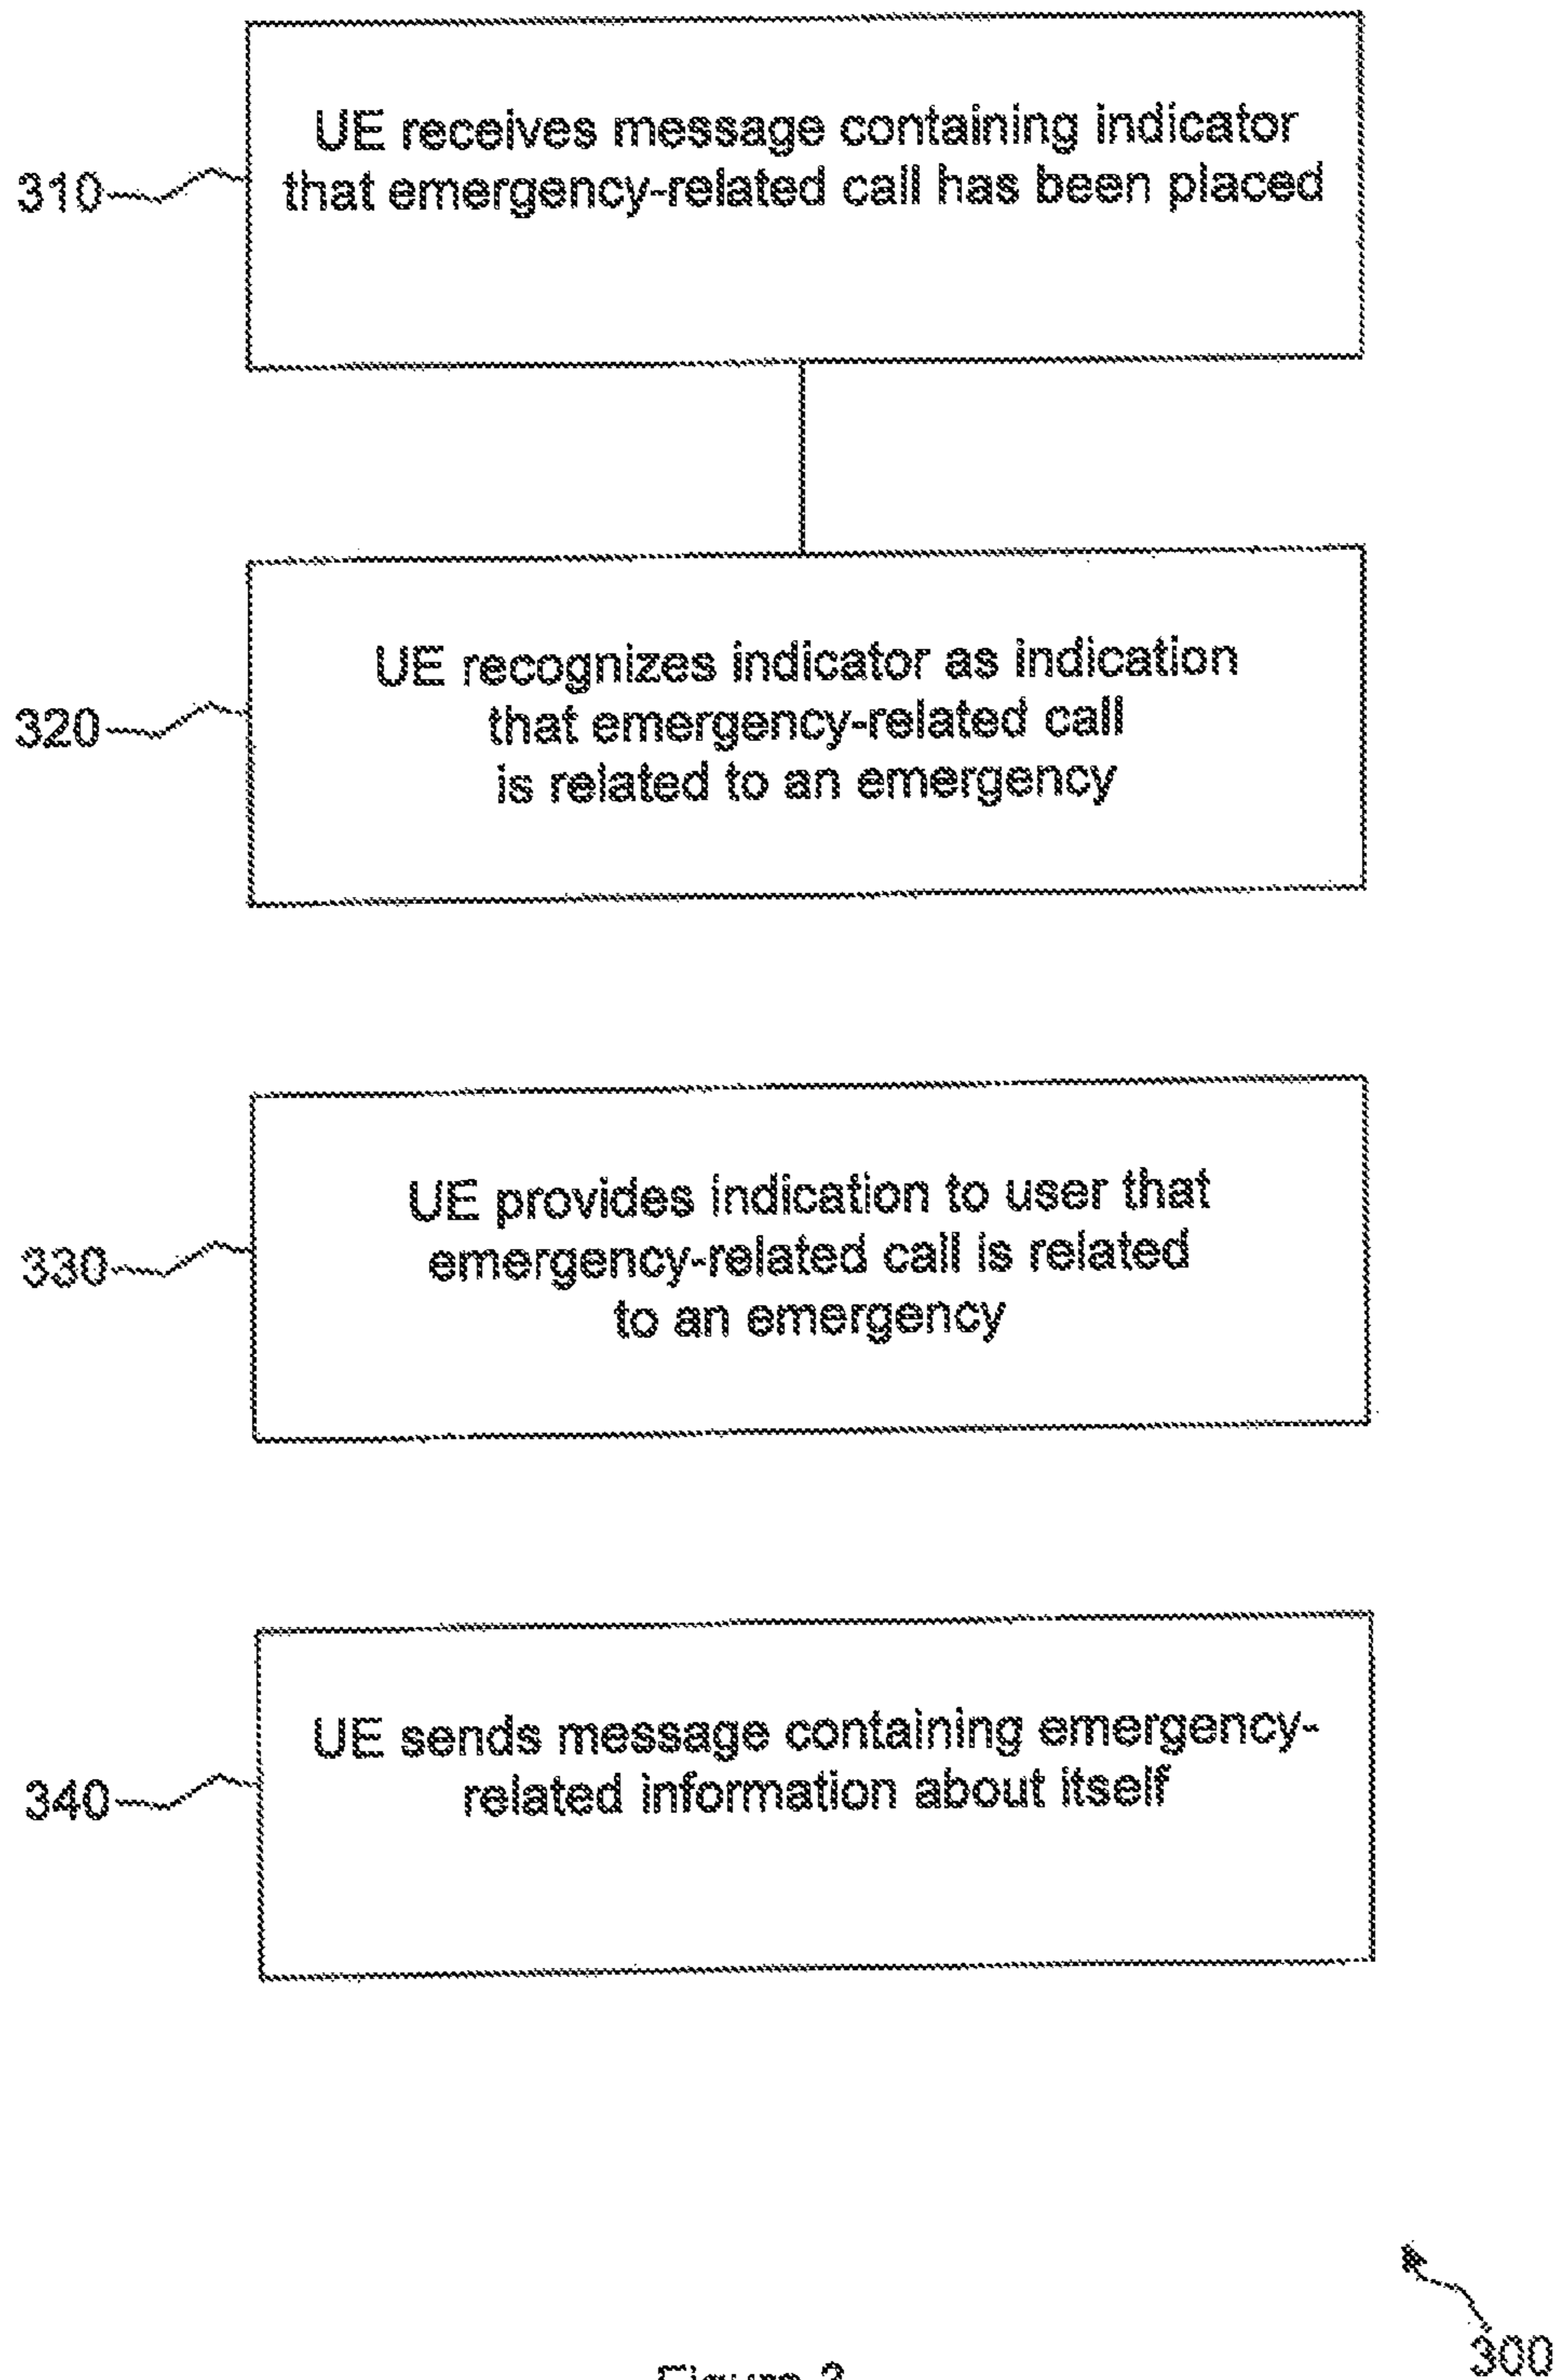 UE receives message containing indicator
that emergency-related call has been placed
310
UE recognizes indicator as indication
that emergency-related call
is related to an emergency
320
UE provides indication to user that
emergency-related call is related
to an emergency
330
UE sends message containing emergency-
related information about itself
340
300
Figure 3